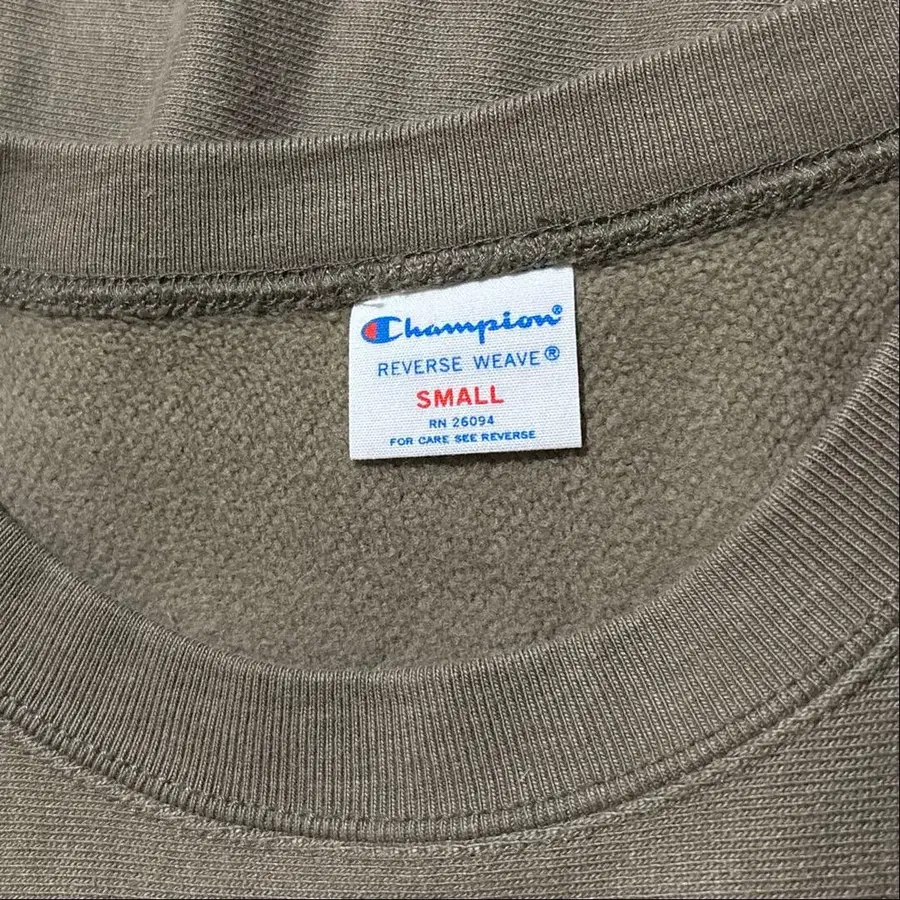 Champion®
REVERSE WEAVE®
SMALL
RN 26094
FOR CARE SEE REVERSE